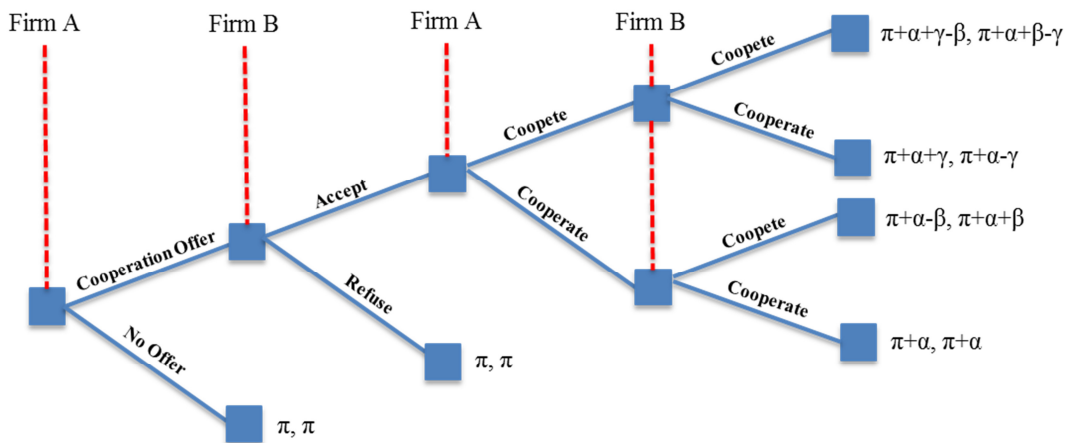 Firm A
Firm B
Firm A
Firm B
Coopete
π+α+γ-β, π+α+β-γ
Coopete
Cooperate
π+α+γ, π+α-γ
Accept
Cooperate
Coopete
π+α-β, π+α+β
Cooperation Offer
Refuse
Cooperate
π+α, π+α
No Offer
π, π
π, π